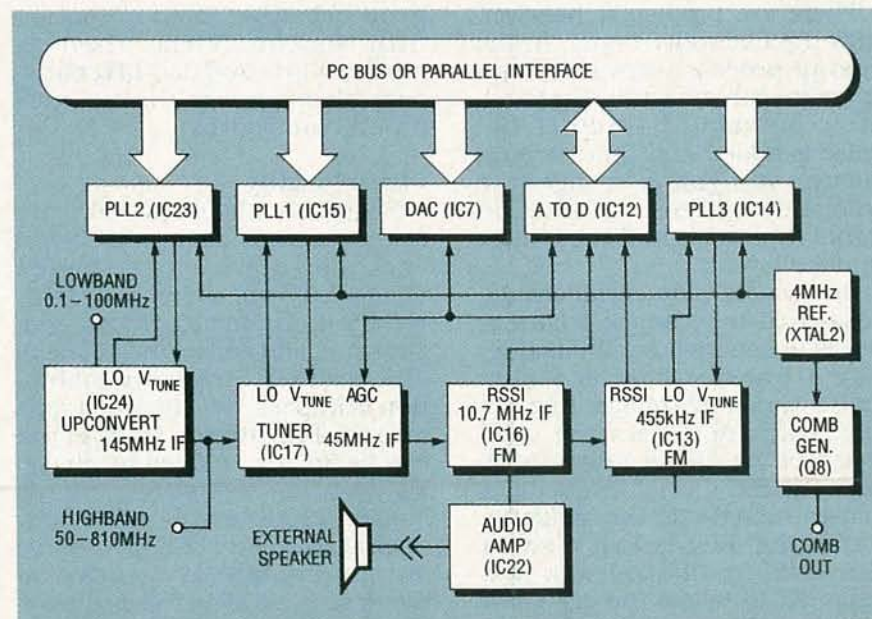 PC BUS OR PARALLEL INTERFACE
PLL2 (IC23)
PLL1 (IC15)
DAC (IC7)
A TO D (IC12)
PLL3 (IC14)
LOWBAND
0.1–100MHz
4MHz
REF.
(XTAL2)
LO VTUNE
(IC24)
UPCONVERT
145MHz IF
LO VTUNE AGC
TUNER
(IC17)
45MHz IF
RSSI
10.7 MHz IF
(IC16)
FM
RSSI LO VTUNE
455kHz IF
(IC13)
FM
COMB
GEN.
(Q8)
HIGHBAND
50–810MHz
EXTERNAL
SPEAKER
AUDIO
AMP
(IC22)
COMB
OUT